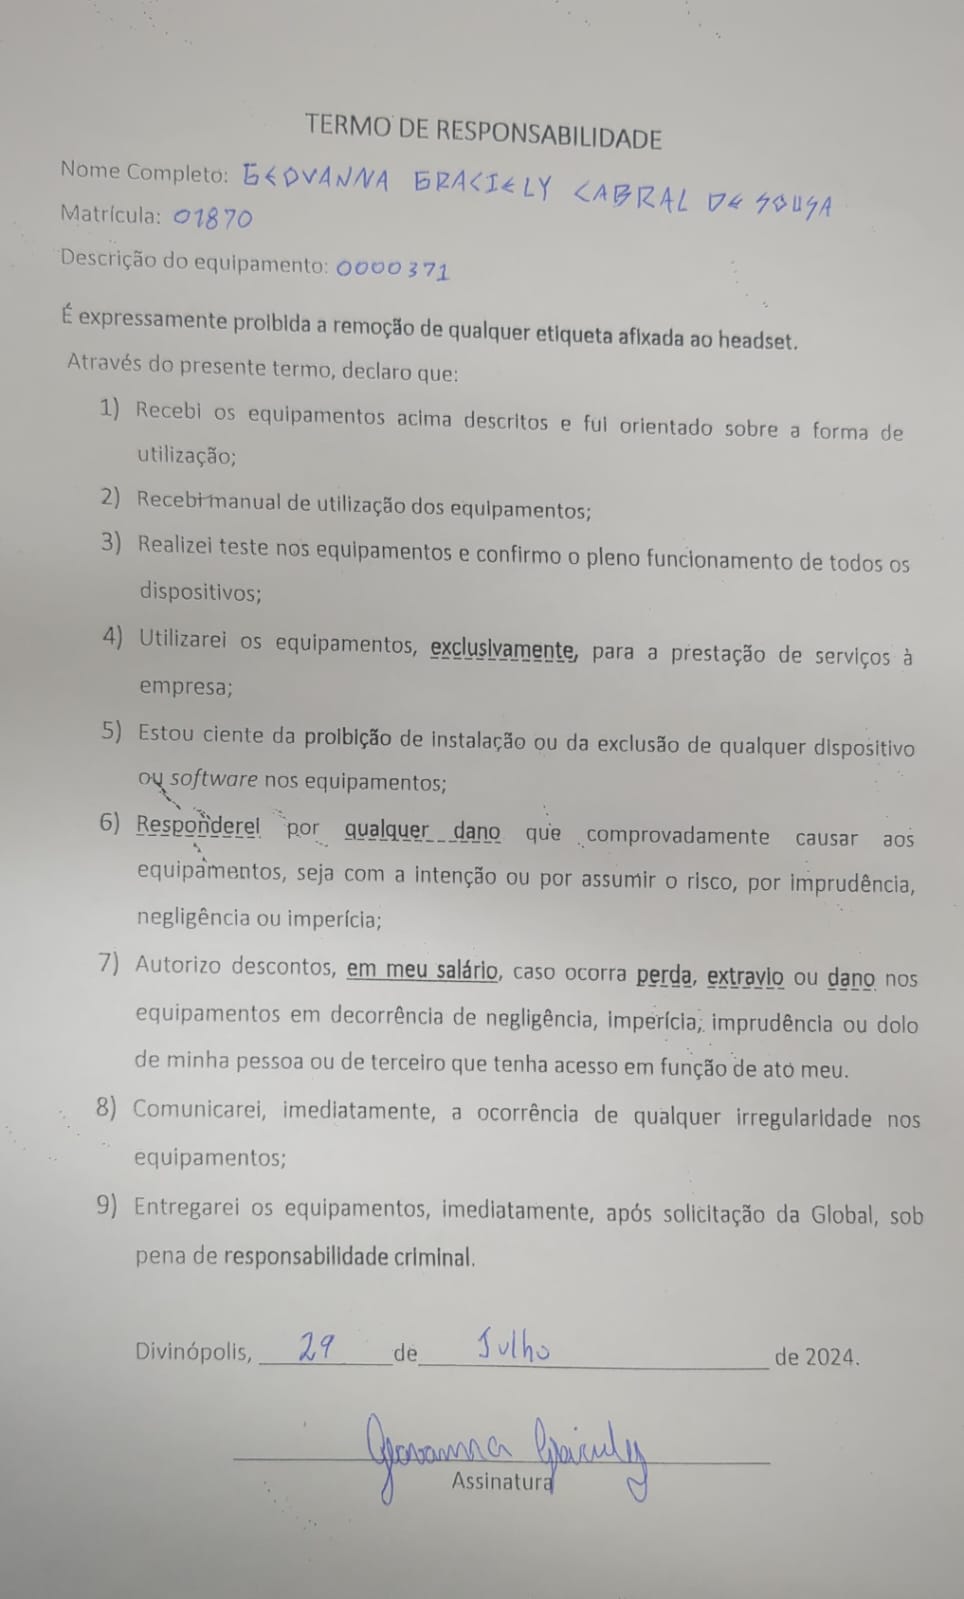 TERMO DE RESPONSABILIDADE
Nome Completo: GEOVANNA GRACIELY CABRAL DE SOUSA
Matrícula: 01870
Descrição do equipamento: 0000371
É expressamente proibida a remoção de qualquer etiqueta afixada ao headset.
Através do presente termo, declaro que:
1) Recebi os equipamentos acima descritos e fui orientado sobre a forma de
utilização;
2) Recebi manual de utilização dos equipamentos;
3) Realizei teste nos equipamentos e confirmo o pleno funcionamento de todos os
dispositivos;
4) Utilizarei os equipamentos, exclusivamente, para a prestação de serviços à
empresa;
5) Estou ciente da proibição de instalação ou da exclusão de qualquer dispositivo
ou software nos equipamentos;
6) Responderei por qualquer dano que comprovadamente causar aos
equipamentos, seja com a intenção ou por assumir o risco, por imprudência,
negligência ou imperícia;
7) Autorizo descontos, em meu salário, caso ocorra perda, extravio ou dano nos
equipamentos em decorrência de negligência, imperícia, imprudência ou dolo
de minha pessoa ou de terceiro que tenha acesso em função de ato meu.
8) Comunicarei, imediatamente, a ocorrência de qualquer irregularidade nos
equipamentos;
9) Entregarei os equipamentos, imediatamente, após solicitação da Global, sob
pena de responsabilidade criminal.
Divinópolis, 29 de Julho de 2024.
Geovanna Graciely
Assinatura